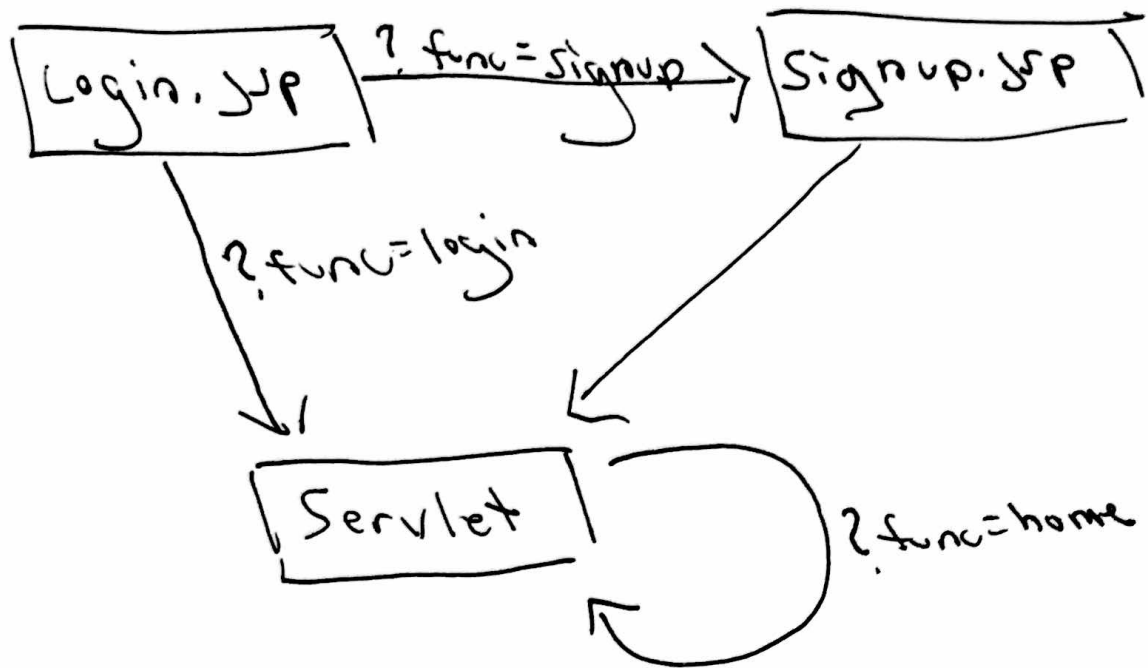 Login.jsp
?func=signup
Signup.jsp
?func=login
Servlet
?func=home